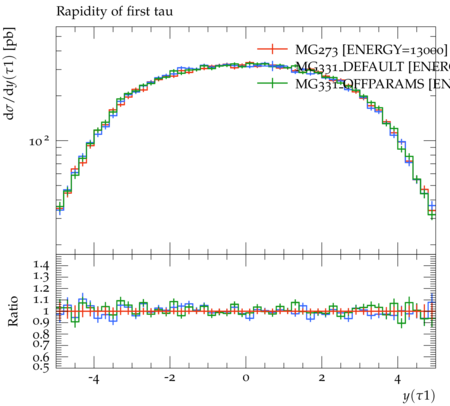 Rapidity of first tau
dσ/dy(τ1) [pb]
MG273 [ENERGY=13000]
MG331_DEFAULT [ENERG
MG331_OFFPARAMS [EN
10²
Ratio
1.4
1.3
1.2
1.1
1
0.9
0.8
0.7
0.6
0.5
-4 -2 0 2 4
y(τ1)